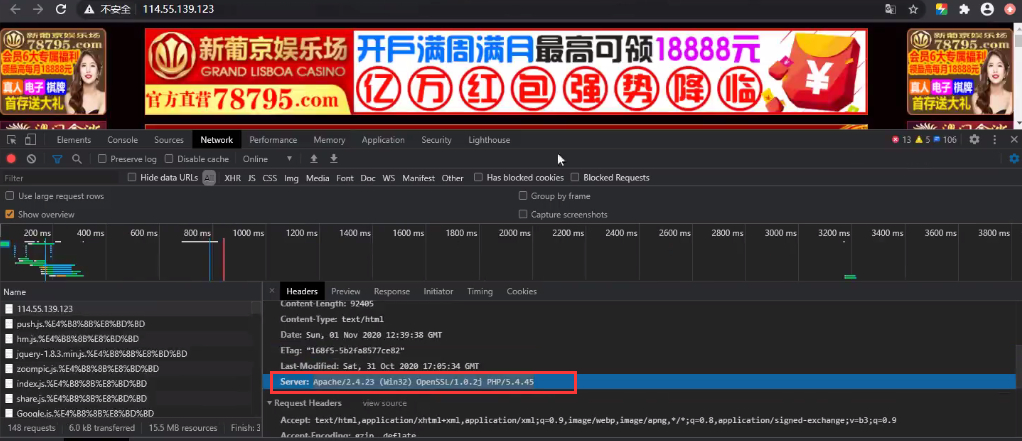 不安全 | 114.55.139.123
78795.com
会员6大专属福利
领最高每月18888元
真人 电子 棋牌
首存送大礼
新葡京娱乐场
GRAND LISBOA CASINO
官方直营78795.com
开戶满周满月最高可领18888元
亿万红包强势降临
¥
78795.com
会员6大专属福利
领最高每月18888元
真人 电子 棋牌
首存送大礼
Elements Console Sources Network Performance Memory Application Security Lighthouse 13 5 106
Preserve log Disable cache Online
Filter Hide data URLs All XHR JS CSS Img Media Font Doc WS Manifest Other Has blocked cookies Blocked Requests
Use large request rows Group by frame
Show overview Capture screenshots
200 ms 400 ms 600 ms 800 ms 1000 ms 1200 ms 1400 ms 1600 ms 1800 ms 2000 ms 2200 ms 2400 ms 2600 ms 2800 ms 3000 ms 3200 ms 3400 ms 3600 ms 3800 ms
Name
114.55.139.123
push.js.%E4%B8%8B%E8%BD%BD
hm.js.%E4%B8%8B%E8%BD%BD
jquery-1.8.3.min.js.%E4%B8%8B%E8%BD%BD
zoompic.js.%E4%B8%8B%E8%BD%BD
index.js.%E4%B8%8B%E8%BD%BD
share.js.%E4%B8%8B%E8%BD%BD
Google.js.%E4%B8%8B%E8%BD%BD
148 requests 6.0 kB transferred 15.5 MB resources Finish: 3
× Headers Preview Response Initiator Timing Cookies
Content-Length: 92405
Content-Type: text/html
Date: Sun, 01 Nov 2020 12:39:38 GMT
ETag: "168f5-5b2fa8577ce82"
Last-Modified: Sat, 31 Oct 2020 17:05:34 GMT
Server: Apache/2.4.23 (Win32) OpenSSL/1.0.2j PHP/5.4.45
Request Headers view source
Accept: text/html,application/xhtml+xml,application/xml;q=0.9,image/webp,image/apng,*/*;q=0.8,application/signed-exchange;v=b3;q=0.9
Accept-Encoding: gzip, deflate